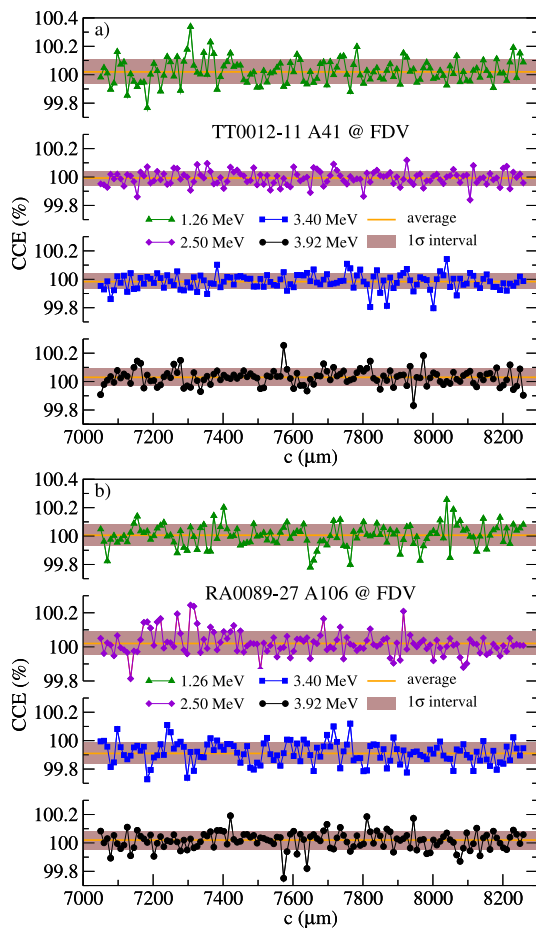 a)
100.4
100.2
100
99.8
TT0012-11 A41 @ FDV
100.2
100
99.8
1.26 MeV 3.40 MeV average
2.50 MeV 3.92 MeV 1σ interval
CCE (%)
100.2
100
99.8
100.2
100
99.8
7000 7200 7400 7600 7800 8000 8200
c (μm)
b)
100.4
100.2
100
99.8
RA0089-27 A106 @ FDV
100.2
100
99.8
1.26 MeV 3.40 MeV average
2.50 MeV 3.92 MeV 1σ interval
CCE (%)
100.2
100
99.8
100.2
100
99.8
7000 7200 7400 7600 7800 8000 8200
c (μm)